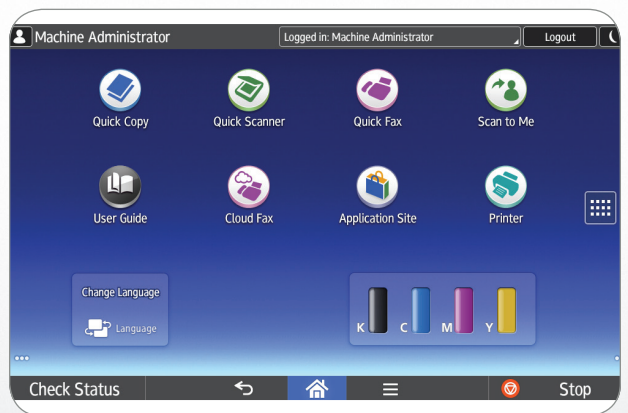 Machine Administrator
Logged in: Machine Administrator
Logout
Quick Copy
Quick Scanner
Quick Fax
Scan to Me
User Guide
Cloud Fax
Application Site
Printer
Change Language
Language
K C M Y
Check Status
Stop